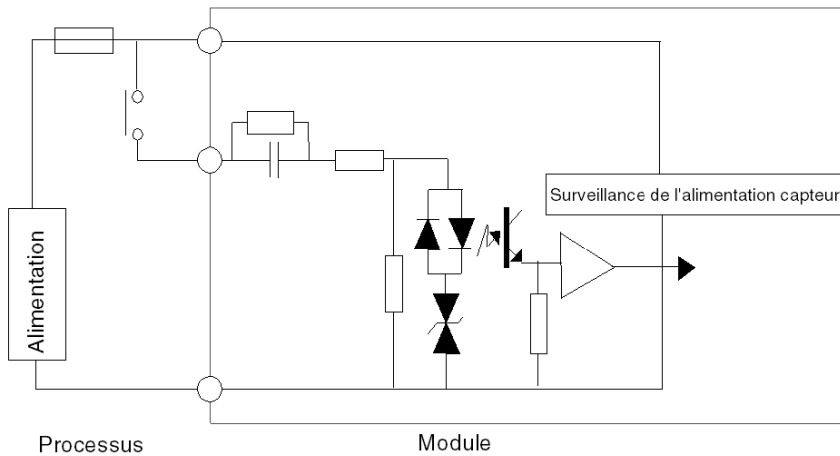 Surveillance de l'alimentation capteur
Alimentation
Processus
Module